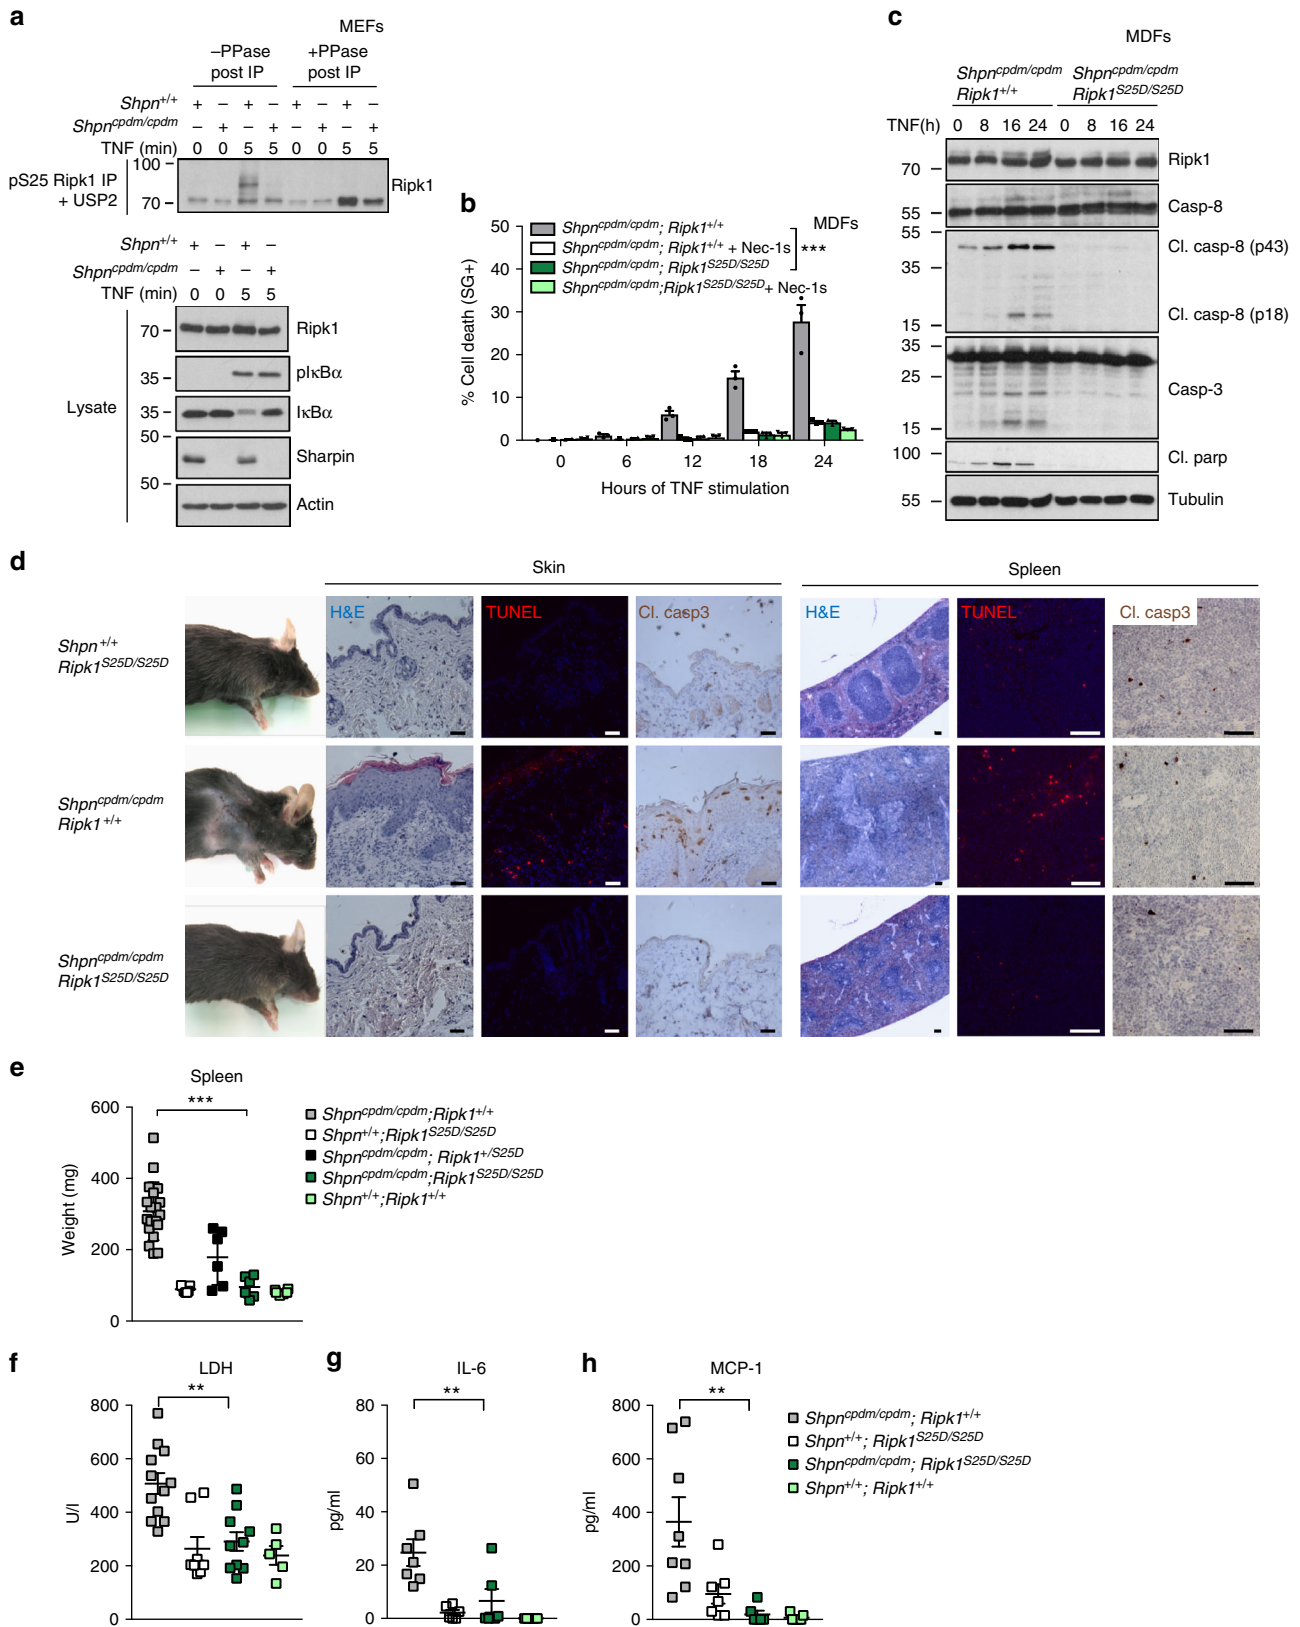 a
MEFs
–PPase post IP
+PPase post IP
Shpn+/+ + – + – + – + –
Shpncpdm/cpdm – + – + – + – +
TNF (min) 0 0 5 5 0 0 5 5
100
pS25 Ripk1 IP + USP2
70
Ripk1
Shpn+/+ + – + –
Shpncpdm/cpdm – + – +
TNF (min) 0 0 5 5
Lysate
70 Ripk1
35 pIκBα
35 IκBα
50
Sharpin
50
Actin
b
MDFs
Shpncpdm/cpdm; Ripk1+/+
Shpncpdm/cpdm; Ripk1+/+ + Nec-1s
Shpncpdm/cpdm; Ripk1S25D/S25D
Shpncpdm/cpdm;Ripk1S25D/S25D+ Nec-1s
***
% Cell death (SG+)
50
40
30
20
10
0
0 6 12 18 24
Hours of TNF stimulation
c
MDFs
Shpncpdm/cpdm Ripk1+/+
Shpncpdm/cpdm Ripk1S25D/S25D
TNF(h) 0 8 16 24 0 8 16 24
70 Ripk1
55 Casp-8
55
Cl. casp-8 (p43)
35
Cl. casp-8 (p18)
15
35
25
Casp-3
15
100 Cl. parp
55 Tubulin
d
Skin
Spleen
H&E TUNEL Cl. casp3 H&E TUNEL Cl. casp3
Shpn+/+
Ripk1S25D/S25D
Shpncpdm/cpdm
Ripk1+/+
Shpncpdm/cpdm
Ripk1S25D/S25D
e
Spleen
***
Weight (mg)
600
400
200
0
Shpncpdm/cpdm;Ripk1+/+
Shpn+/+;Ripk1S25D/S25D
Shpncpdm/cpdm; Ripk1+/S25D
Shpncpdm/cpdm;Ripk1S25D/S25D
Shpn+/+;Ripk1+/+
f
LDH
**
U/l
800
600
400
200
0
g
IL-6
**
pg/ml
80
60
40
20
0
h
MCP-1
**
pg/ml
800
600
400
200
0
Shpncpdm/cpdm; Ripk1+/+
Shpn+/+; Ripk1S25D/S25D
Shpncpdm/cpdm; Ripk1S25D/S25D
Shpn+/+; Ripk1+/+